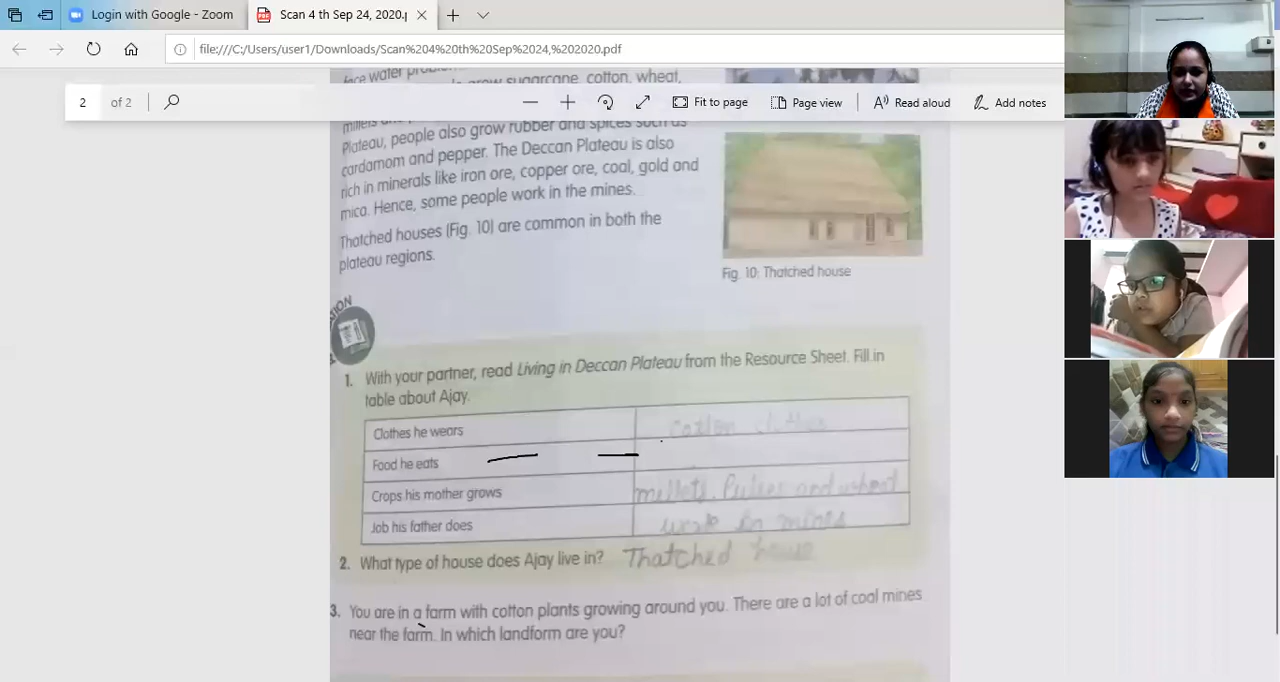 Login with Google - Zoom
Scan 4 th Sep 24, 2020.p
file:///C:/Users/user1/Downloads/Scan%204%20th%20Sep%2024,%202020.pdf
2 of 2
Fit to page
Page view
Read aloud
Add notes
sugarcane, cotton, wheat,
Plateau, people also grow rubber and spices such as
cardamom and pepper. The Deccan Plateau is also
rich in minerals like iron ore, copper ore, coal, gold and
mica. Hence, some people work in the mines.
Thatched houses (Fig. 10) are common in both the
plateau regions.
Fig. 10: Thatched house
1. With your partner, read Living in Deccan Plateau from the Resource Sheet. Fill in
table about Ajay.
Clothes he wears
cotton clothes
Food he eats
Crops his mother grows
millets, Pulses and wheat
Job his father does
work in mines
2. What type of house does Ajay live in? Thatched house
3. You are in a farm with cotton plants growing around you. There are a lot of coal mines
near the farm. In which landform are you?